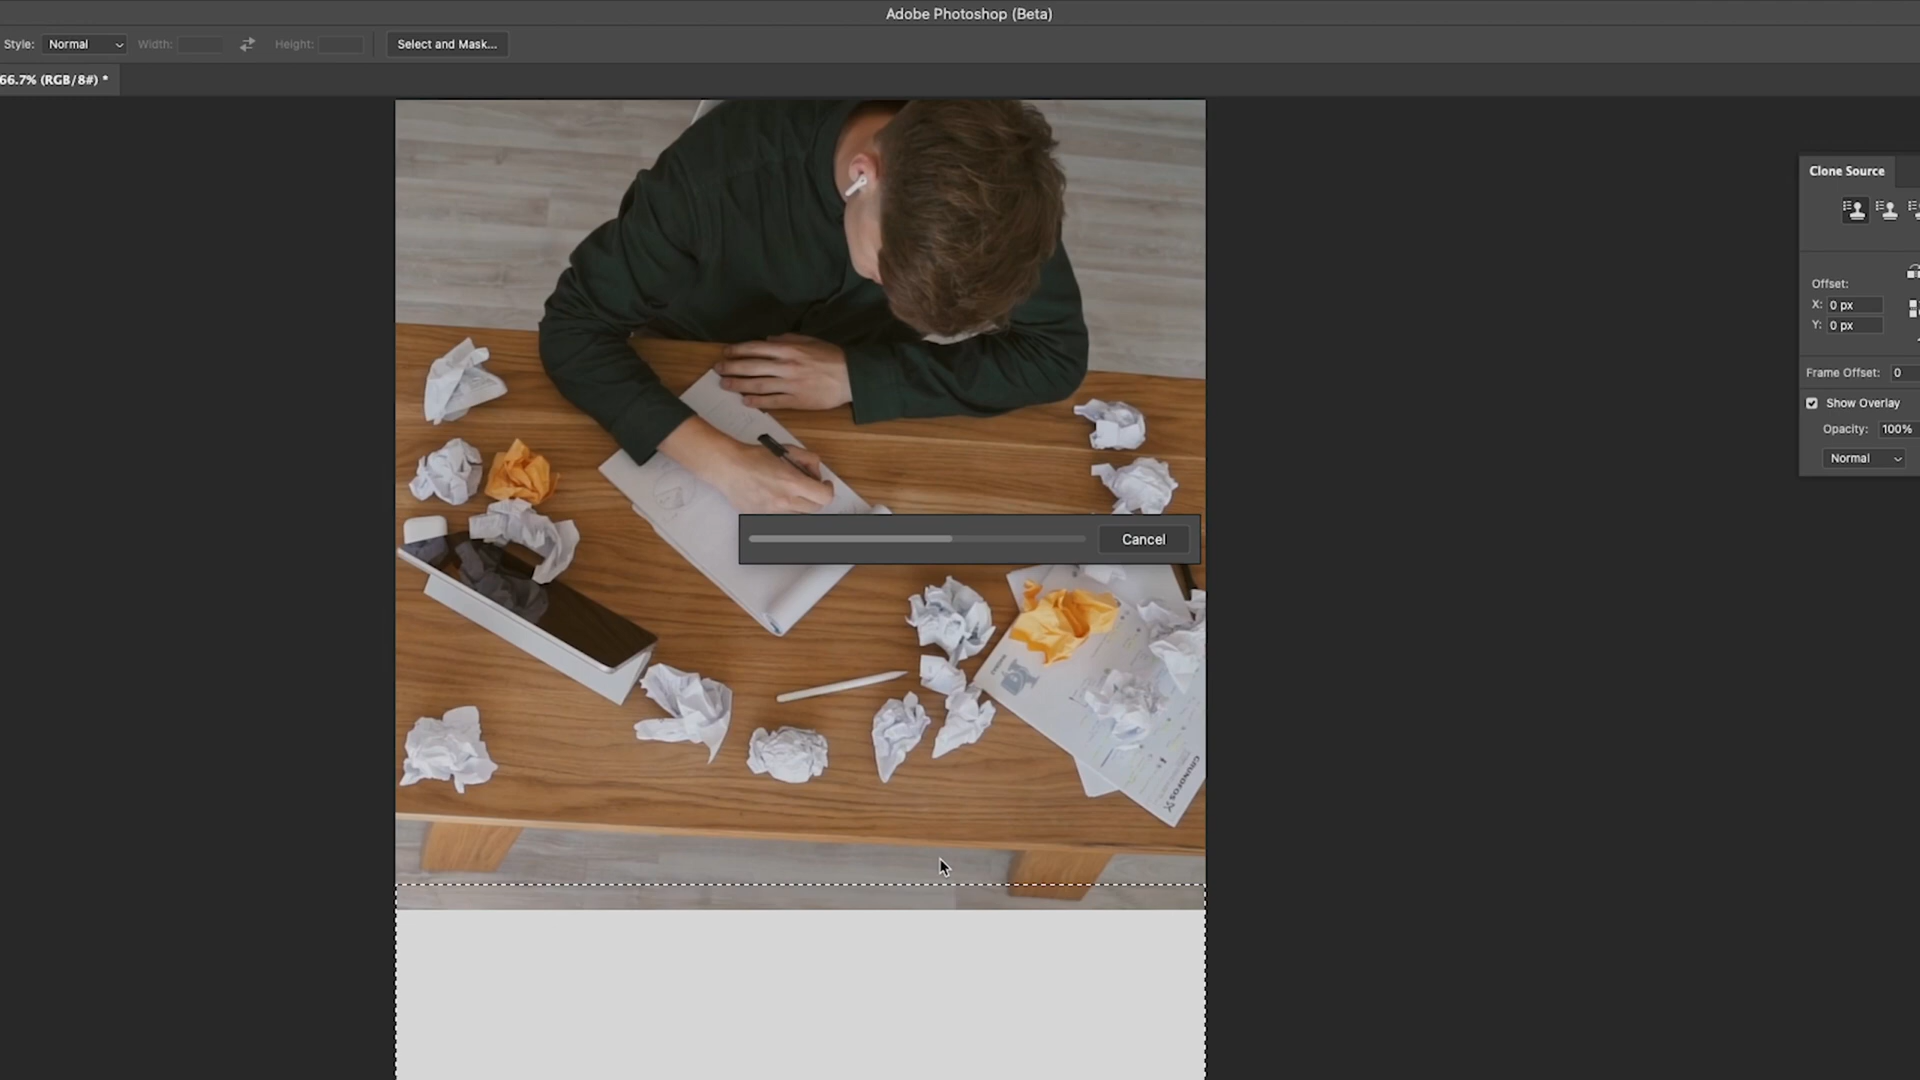 Adobe Photoshop (Beta)
Style: Normal Width: Height: Select and Mask...
66.7% (RGB/8#) *
Clone Source
Offset:
X: 0 px
Y: 0 px
Frame Offset: 0
Show Overlay
Opacity: 100%
Normal
Cancel
GRUNDFOS